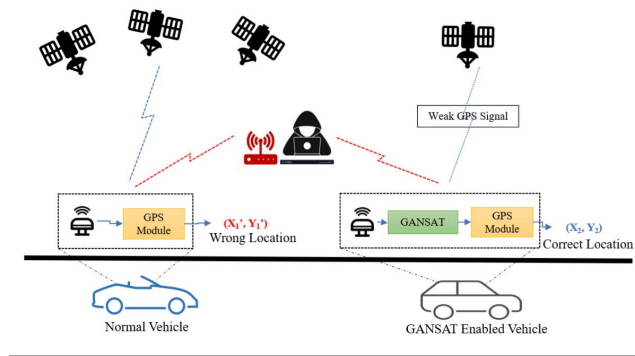 Weak GPS Signal
GPS
Module
(X₁', Y₁')
Wrong Location
GANSAT
GPS
Module
(X₂, Y₂)
Correct Location
Normal Vehicle
GANSAT Enabled Vehicle